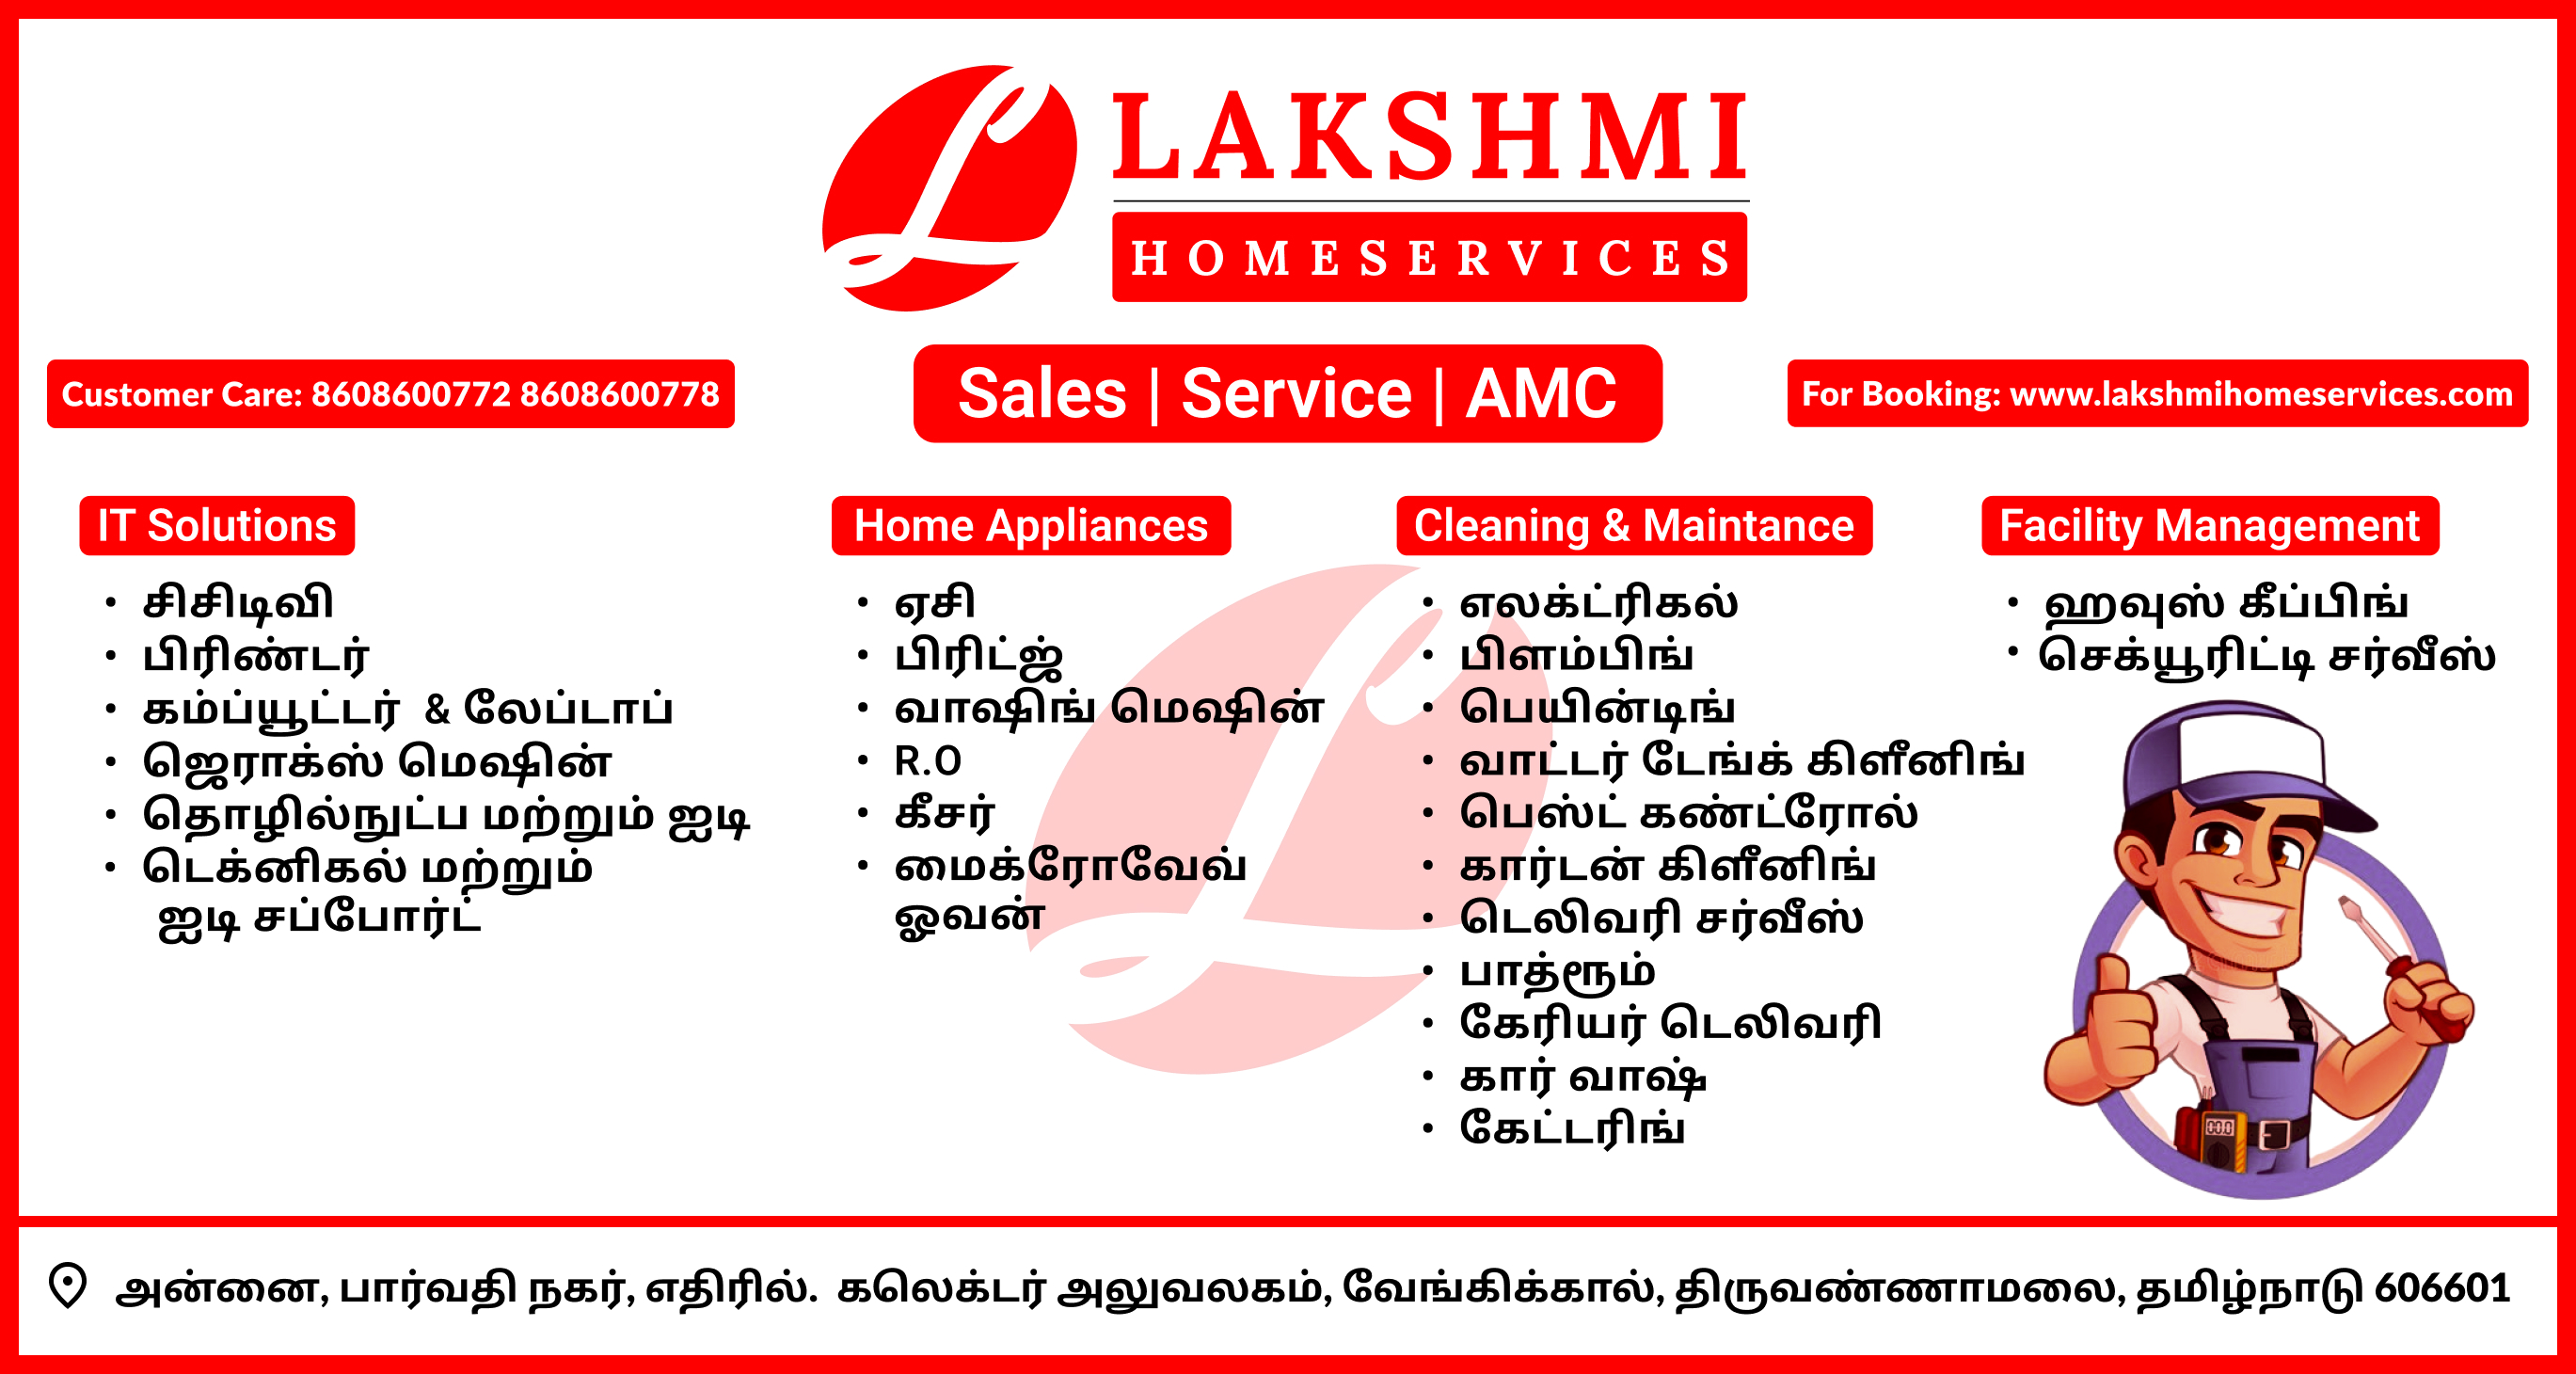 LAKSHMI
HOMESERVICES
Customer Care: 8608600772 8608600778
Sales | Service | AMC
For Booking: www.lakshmihomeservices.com
IT Solutions
• சிசிடிவி
• பிரிண்டர்
• கம்ப்யூட்டர் & லேப்டாப்
• ஜெராக்ஸ் மெஷின்
• தொழில்நுட்ப மற்றும் ஐடி
• டெக்னிகல் மற்றும்
ஐடி சப்போர்ட்
Home Appliances
• ஏசி
• பிரிட்ஜ்
• வாஷிங் மெஷின்
• R.O
• கீசர்
• மைக்ரோவேவ்
ஓவன்
Cleaning & Maintance
• எலக்ட்ரிகல்
• பிளம்பிங்
• பெயின்டிங்
• வாட்டர் டேங்க் கிளீனிங்
• பெஸ்ட் கண்ட்ரோல்
• கார்டன் கிளீனிங்
• டெலிவரி சர்வீஸ்
• பாத்ரூம்
• கேரியர் டெலிவரி
• கார் வாஷ்
• கேட்டரிங்
Facility Management
• ஹவுஸ் கீப்பிங்
• செக்யூரிட்டி சர்வீஸ்
00.0
அன்னை, பார்வதி நகர், எதிரில். கலெக்டர் அலுவலகம், வேங்கிக்கால், திருவண்ணாமலை, தமிழ்நாடு 606601